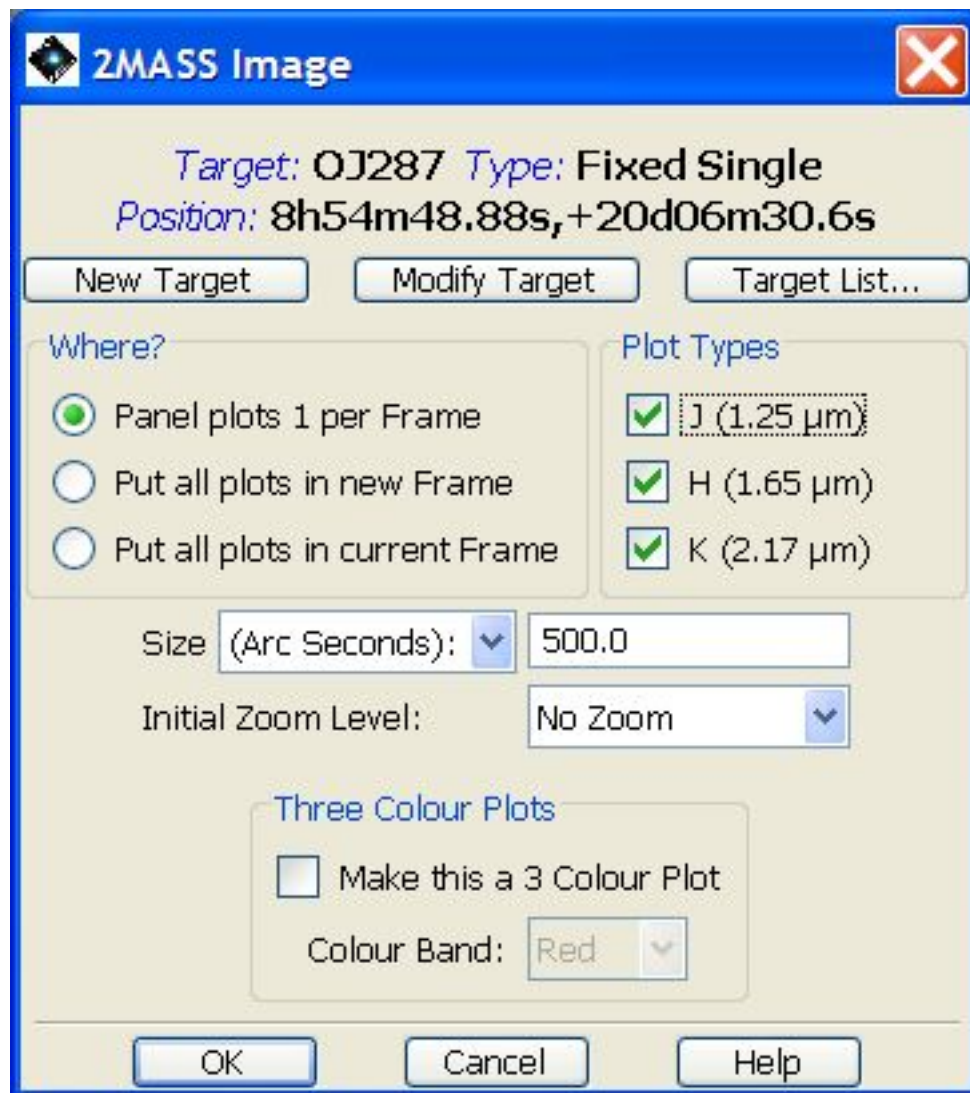 2MASS Image
Target: OJ287 Type: Fixed Single
Position: 8h54m48.88s,+20d06m30.6s
New Target Modify Target Target List...
Where? Plot Types
Panel plots 1 per Frame J (1.25 µm)
Put all plots in new Frame H (1.65 µm)
Put all plots in current Frame K (2.17 µm)
Size (Arc Seconds): 500.0
Initial Zoom Level: No Zoom
Three Colour Plots
Make this a 3 Colour Plot
Colour Band: Red
OK Cancel Help